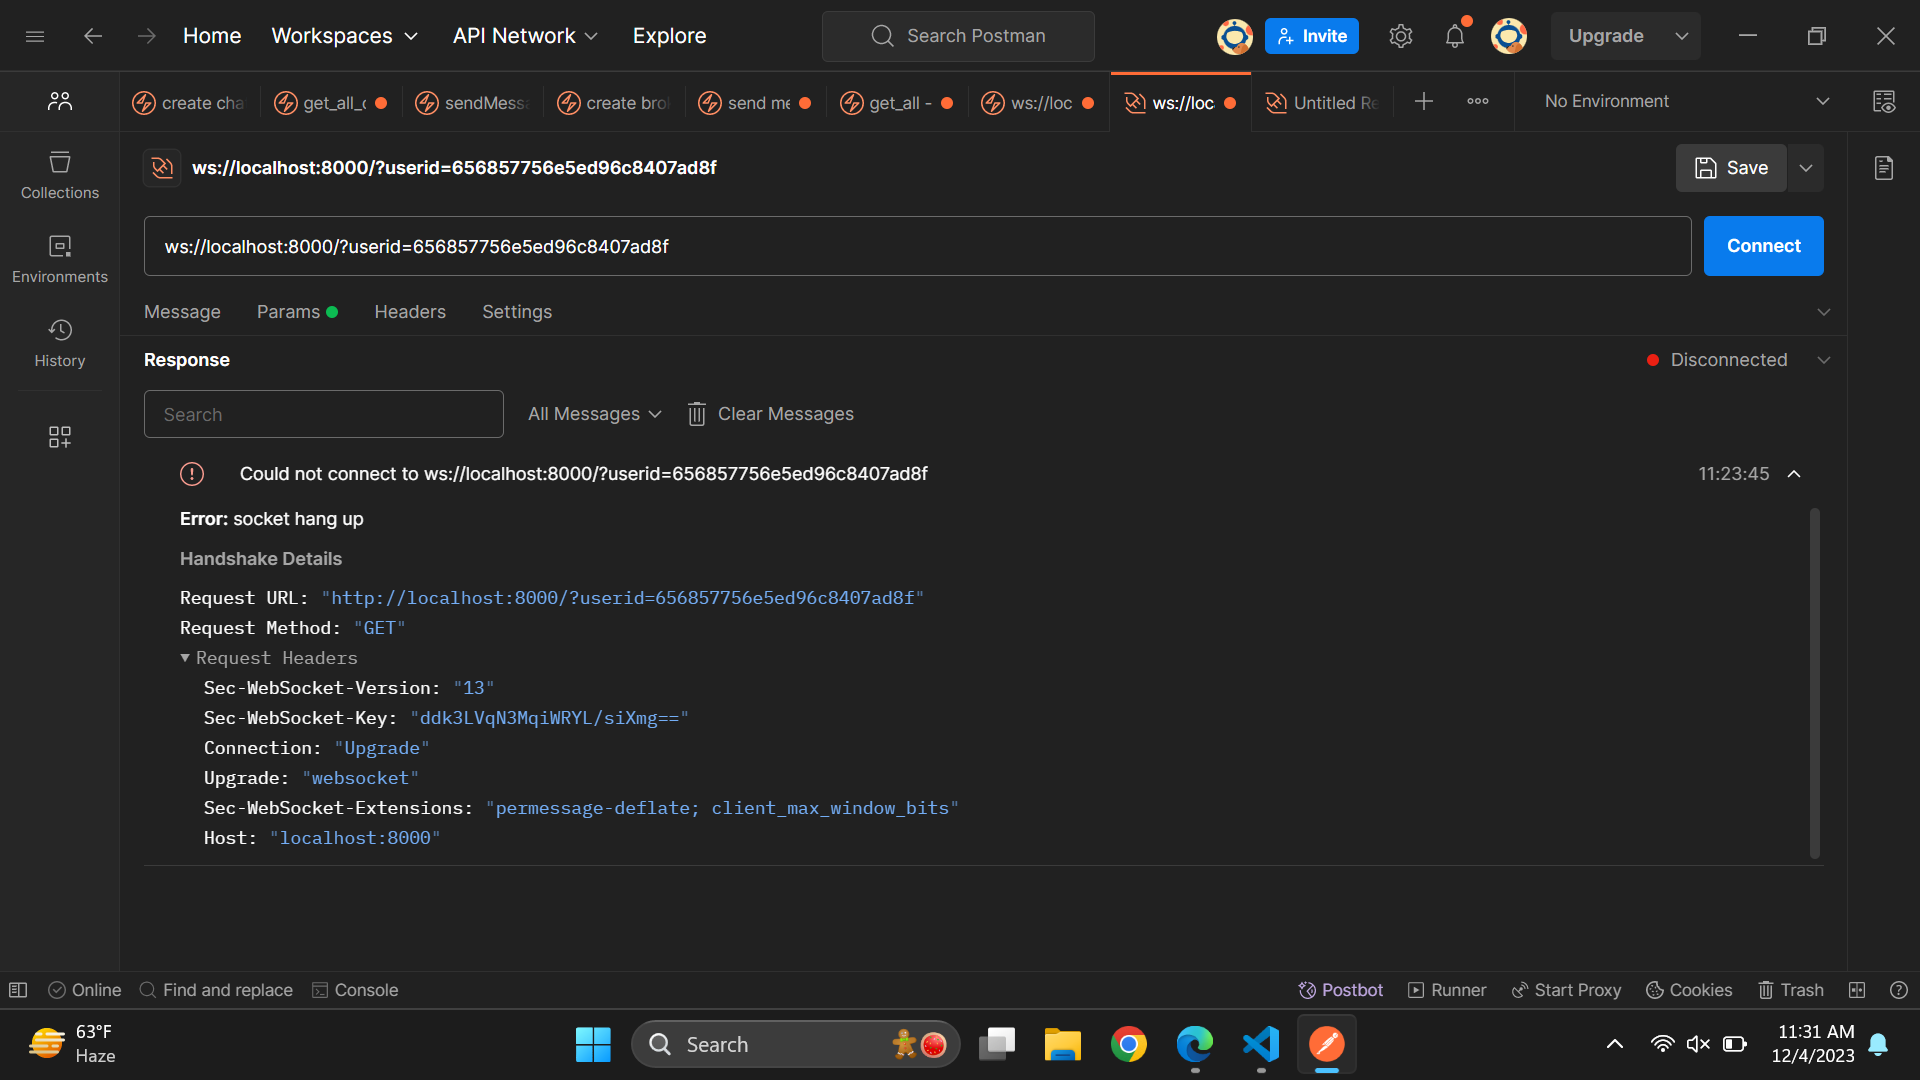 Home Workspaces API Network Explore Search Postman Invite Upgrade
create cha get_all_c sendMessa create brol send me get_all - ws://loc ws://loc Untitled Re No Environment
ws://localhost:8000/?userid=656857756e5ed96c8407ad8f Save
Collections
ws://localhost:8000/?userid=656857756e5ed96c8407ad8f Connect
Environments
Message Params Headers Settings
History
Response Disconnected
Search All Messages Clear Messages
Could not connect to ws://localhost:8000/?userid=656857756e5ed96c8407ad8f 11:23:45
Error: socket hang up
Handshake Details
Request URL: "http://localhost:8000/?userid=656857756e5ed96c8407ad8f"
Request Method: "GET"
Request Headers
Sec-WebSocket-Version: "13"
Sec-WebSocket-Key: "ddk3LVqN3MqiWRYL/siXmg=="
Connection: "Upgrade"
Upgrade: "websocket"
Sec-WebSocket-Extensions: "permessage-deflate; client_max_window_bits"
Host: "localhost:8000"
Online Find and replace Console Postbot Runner Start Proxy Cookies Trash
63°F
Haze
Search
11:31 AM
12/4/2023